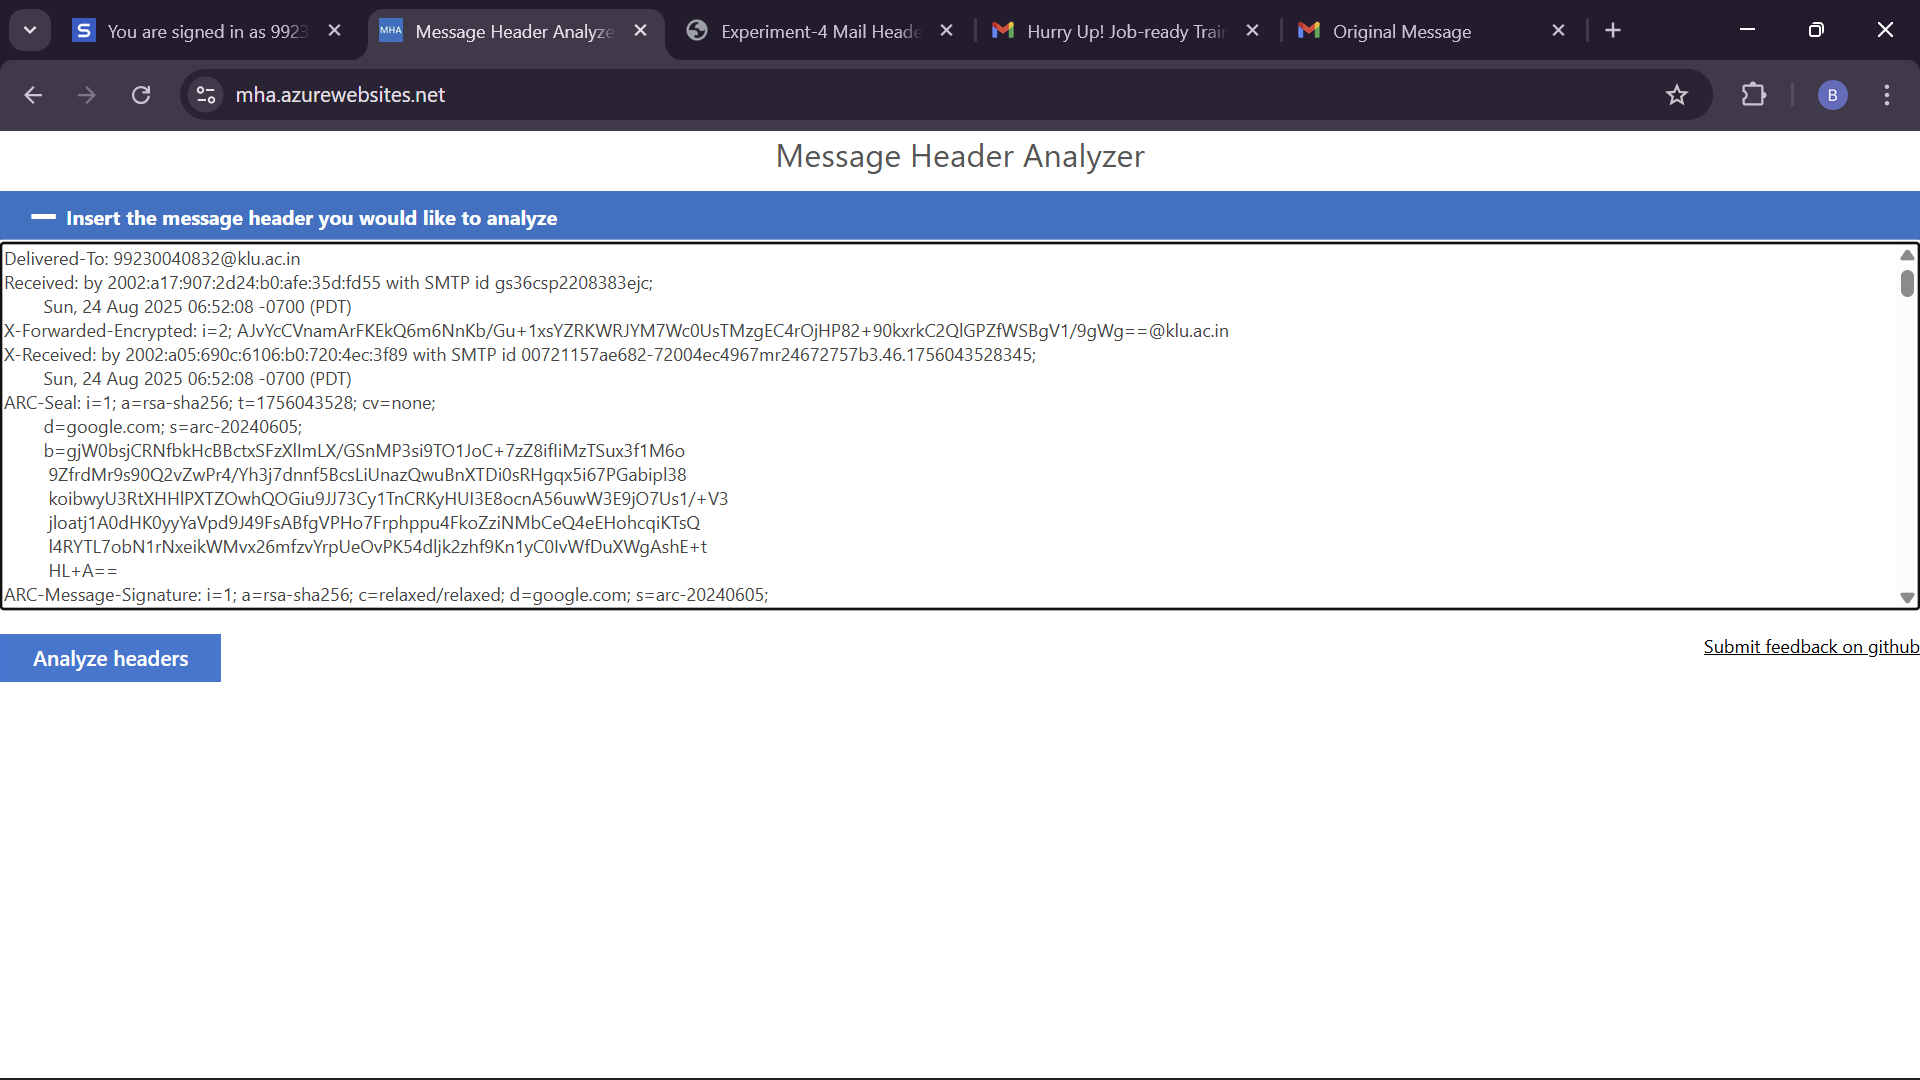 You are signed in as 9923
MHA
Message Header Analyze
Experiment-4 Mail Heade
Hurry Up! Job-ready Trair
Original Message
mha.azurewebsites.net
B
Message Header Analyzer
Insert the message header you would like to analyze
Delivered-To: 99230040832@klu.ac.in
Received: by 2002:a17:907:2d24:b0:afe:35d:fd55 with SMTP id gs36csp2208383ejc;
Sun, 24 Aug 2025 06:52:08 -0700 (PDT)
X-Forwarded-Encrypted: i=2; AJvYcCVnamArFKEkQ6m6NnKb/Gu+1xsYZRKWRJYM7Wc0UsTMzgEC4rOjHP82+90kxrkC2QlGPZfWSBgV1/9gWg==@klu.ac.in
X-Received: by 2002:a05:690c:6106:b0:720:4ec:3f89 with SMTP id 00721157ae682-72004ec4967mr24672757b3.46.1756043528345;
Sun, 24 Aug 2025 06:52:08 -0700 (PDT)
ARC-Seal: i=1; a=rsa-sha256; t=1756043528; cv=none;
d=google.com; s=arc-20240605;
b=gjW0bsjCRNfbkHcBBctxSFzXlImLX/GSnMP3si9TO1JoC+7zZ8ifIiMzTSux3f1M6o
9ZfrdMr9s90Q2vZwPr4/Yh3j7dnnf5BcsLiUnazQwuBnXTDi0sRHgqx5i67PGabipl38
koibwyU3RtXHHlPXTZOwhQOGiu9JJ73Cy1TnCRKyHUI3E8ocnA56uwW3E9jO7Us1/+V3
jloatj1A0dHK0yyYaVpd9J49FsABfgVPHo7Frphppu4FkoZziNMbCeQ4eEHohcqiKTsQ
l4RYTL7obN1rNxeikWMvx26mfzvYrpUeOvPK54dljk2zhf9Kn1yC0IvWfDuXWgAshE+t
HL+A==
ARC-Message-Signature: i=1; a=rsa-sha256; c=relaxed/relaxed; d=google.com; s=arc-20240605;
Analyze headers
Submit feedback on github